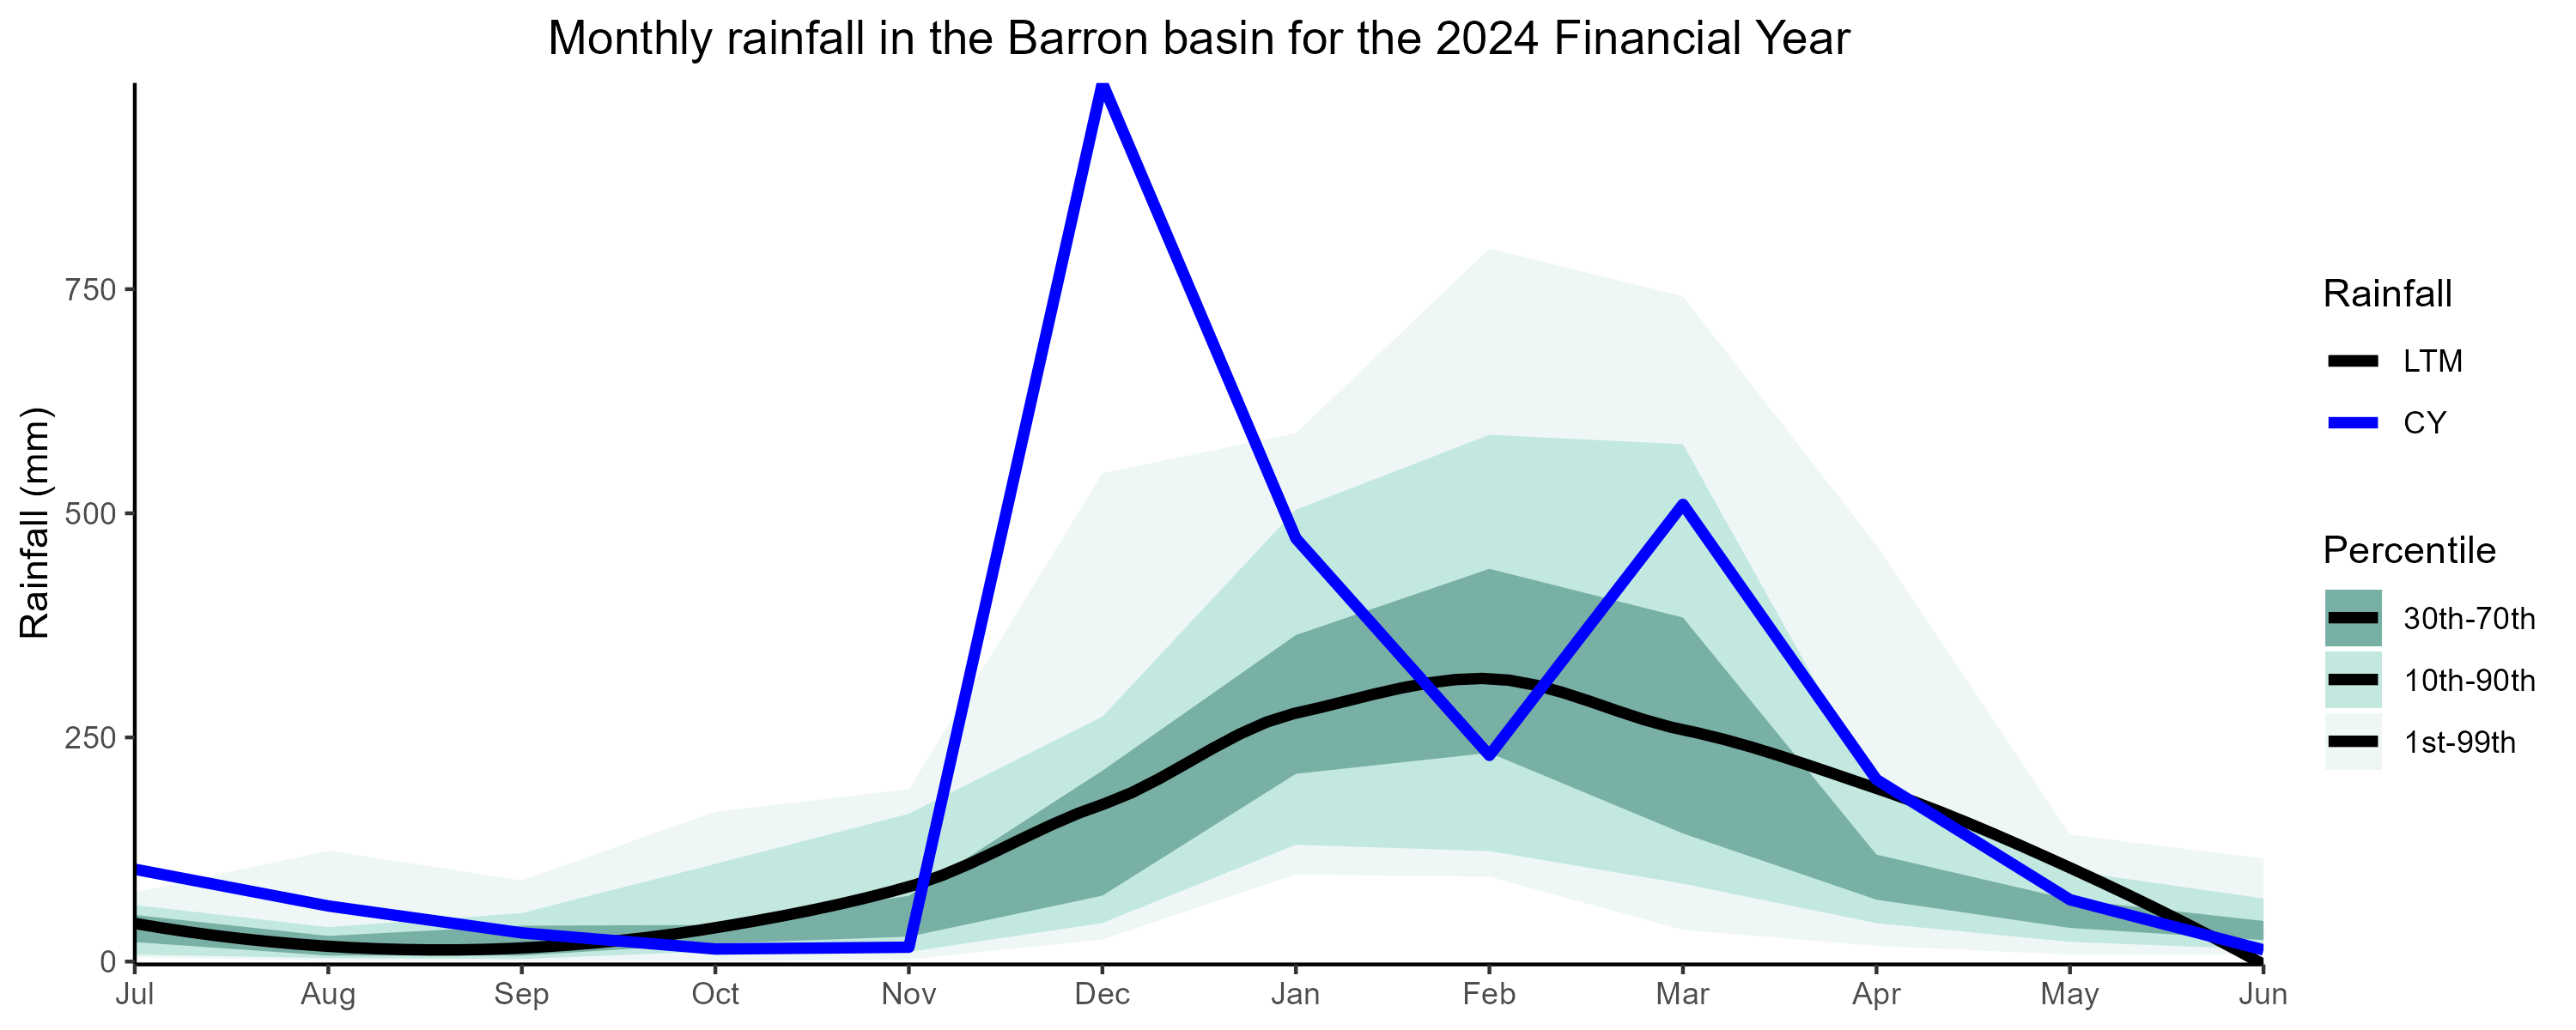 Monthly rainfall in the Barron basin for the 2024 Financial Year
Rainfall (mm)
750
500
250
0
Jul Aug Sep Oct Nov Dec Jan Feb Mar Apr May Jun
Rainfall
LTM
CY
Percentile
30th-70th
10th-90th
1st-99th